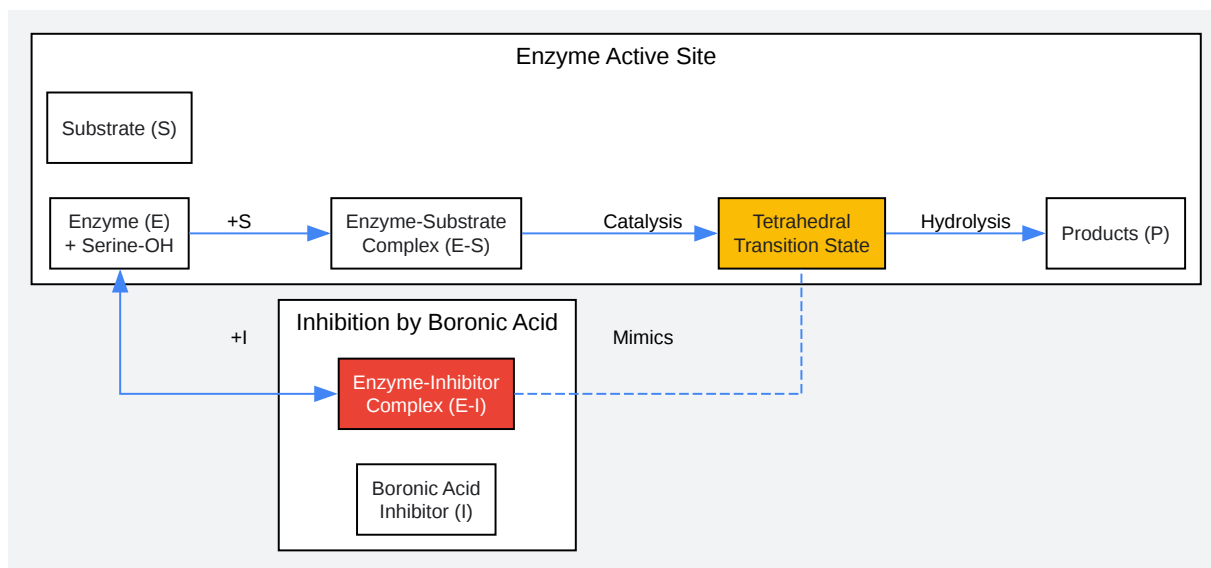 Enzyme Active Site
Substrate (S)
Enzyme (E)
+ Serine-OH
+S
Enzyme-Substrate
Complex (E-S)
Catalysis
Tetrahedral
Transition State
Hydrolysis
Products (P)
Inhibition by Boronic Acid
+I
Mimics
Enzyme-Inhibitor
Complex (E-I)
Boronic Acid
Inhibitor (I)